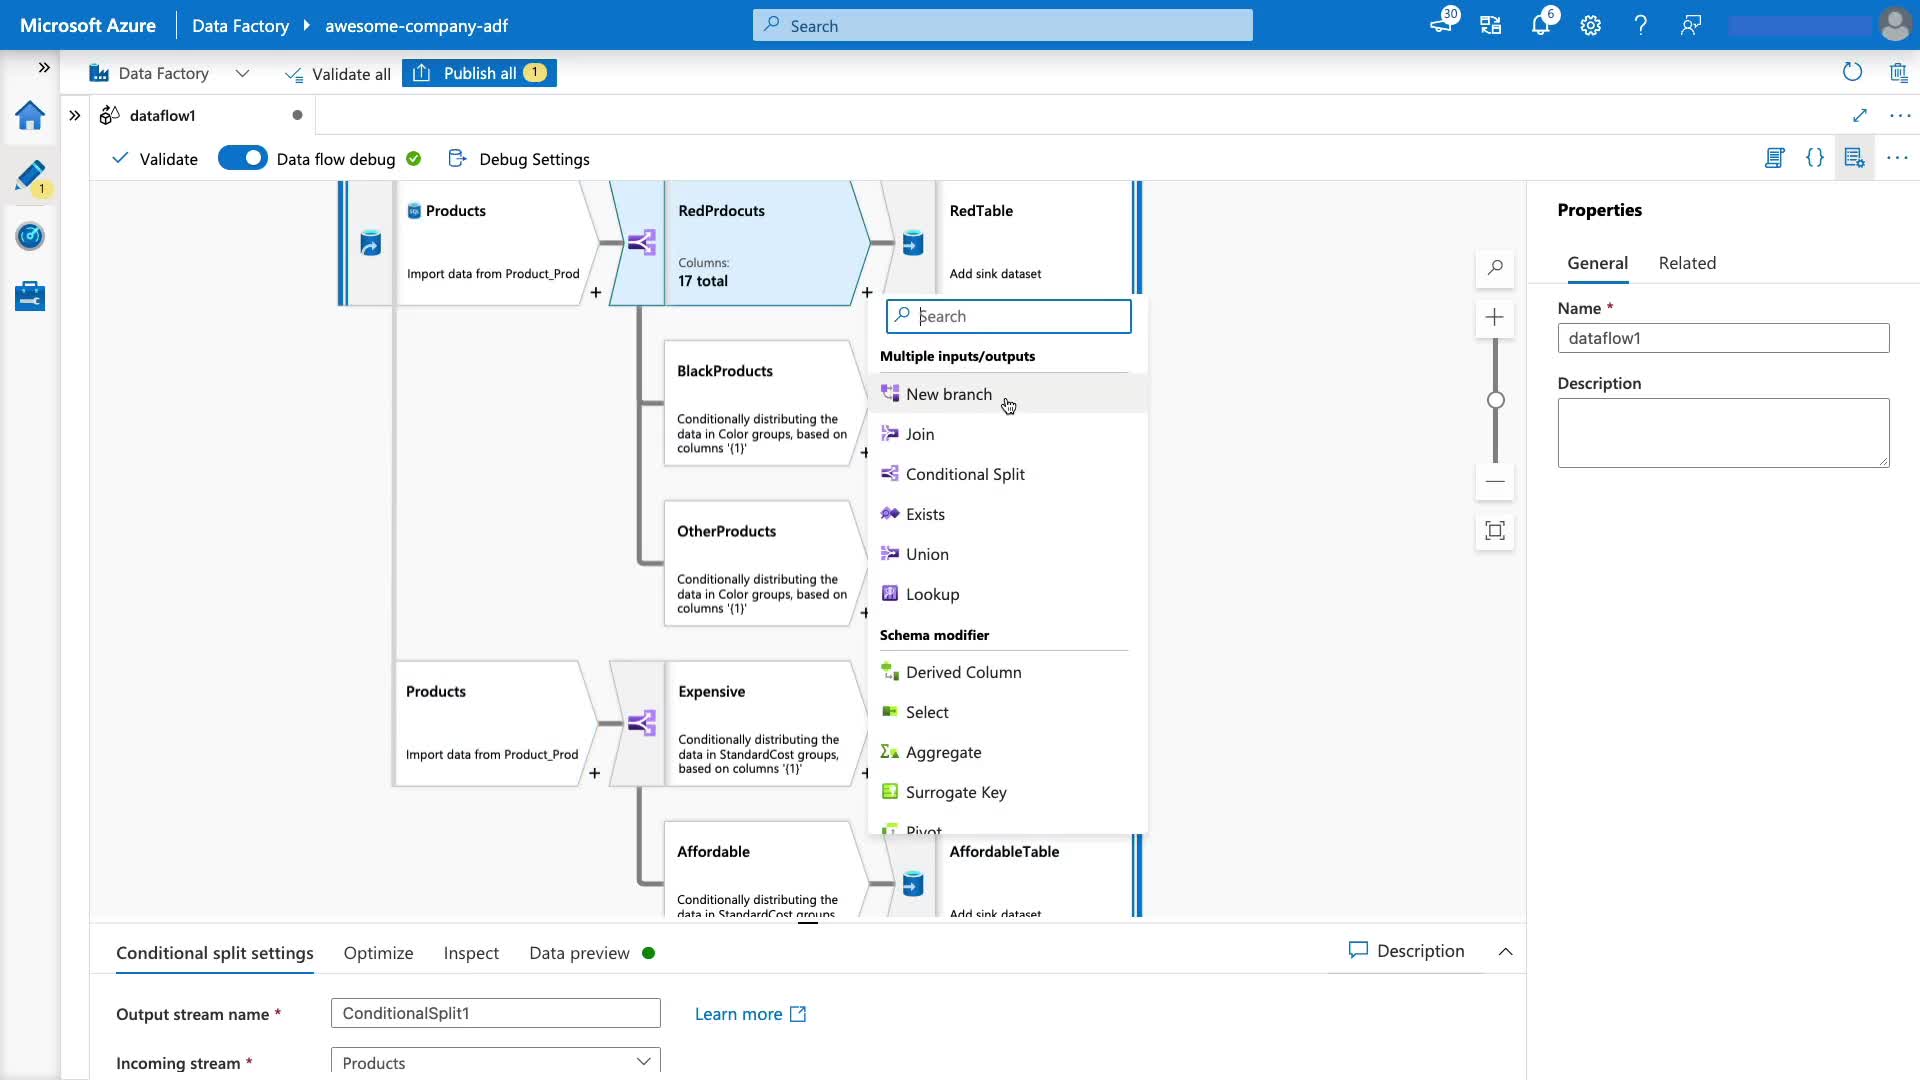 Microsoft Azure
Data Factory
awesome-company-adf
Search
30
6
Data Factory
Validate all
Publish all
1
dataflow1
Validate
Data flow debug
Debug Settings
1
Products
Import data from Product_Prod
RedPrdocuts
Columns:
17 total
RedTable
Add sink dataset
BlackProducts
Conditionally distributing the
data in Color groups, based on
columns '{1}'
OtherProducts
Conditionally distributing the
data in Color groups, based on
columns '{1}'
Products
Import data from Product_Prod
Expensive
Conditionally distributing the
data in StandardCost groups,
based on columns '{1}'
Affordable
Conditionally distributing the
data in StandardCost groups
AffordableTable
Add sink dataset
Search
Multiple inputs/outputs
New branch
Join
Conditional Split
Exists
Union
Lookup
Schema modifier
Derived Column
Select
Aggregate
Surrogate Key
Pivot
Properties
General
Related
Name *
dataflow1
Description
Conditional split settings
Optimize
Inspect
Data preview
Description
Output stream name *
ConditionalSplit1
Learn more
Incoming stream *
Products